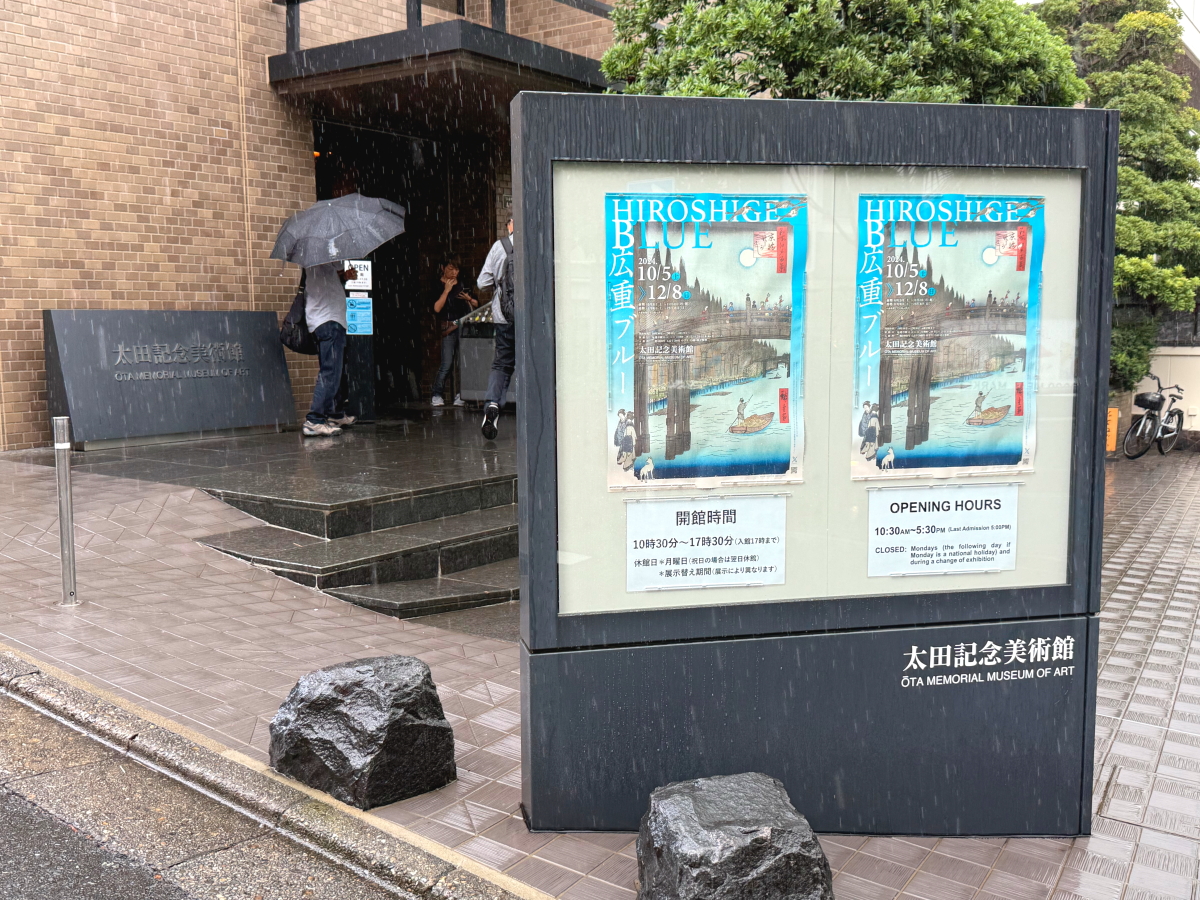 太田記念美術館
ŌTA MEMORIAL MUSEUM OF ART
OPEN
HIROSHIGE
BLUE
広重ブルー
2024.
10/5
12/8
太田記念美術館
HIROSHIGE
BLUE
広重ブルー
2024.
10/5
12/8
太田記念美術館
開館時間
10時30分～17時30分(入館17時まで)
休館日＊月曜日(祝日の場合は翌日休館)
＊展示替え期間(展示により異なります)
OPENING HOURS
10:30AM~5:30PM (Last Admission 5:00PM)
CLOSED: Mondays (the following day if
Monday is a national holiday) and
during a change of exhibition
太田記念美術館
ŌTA MEMORIAL MUSEUM OF ART